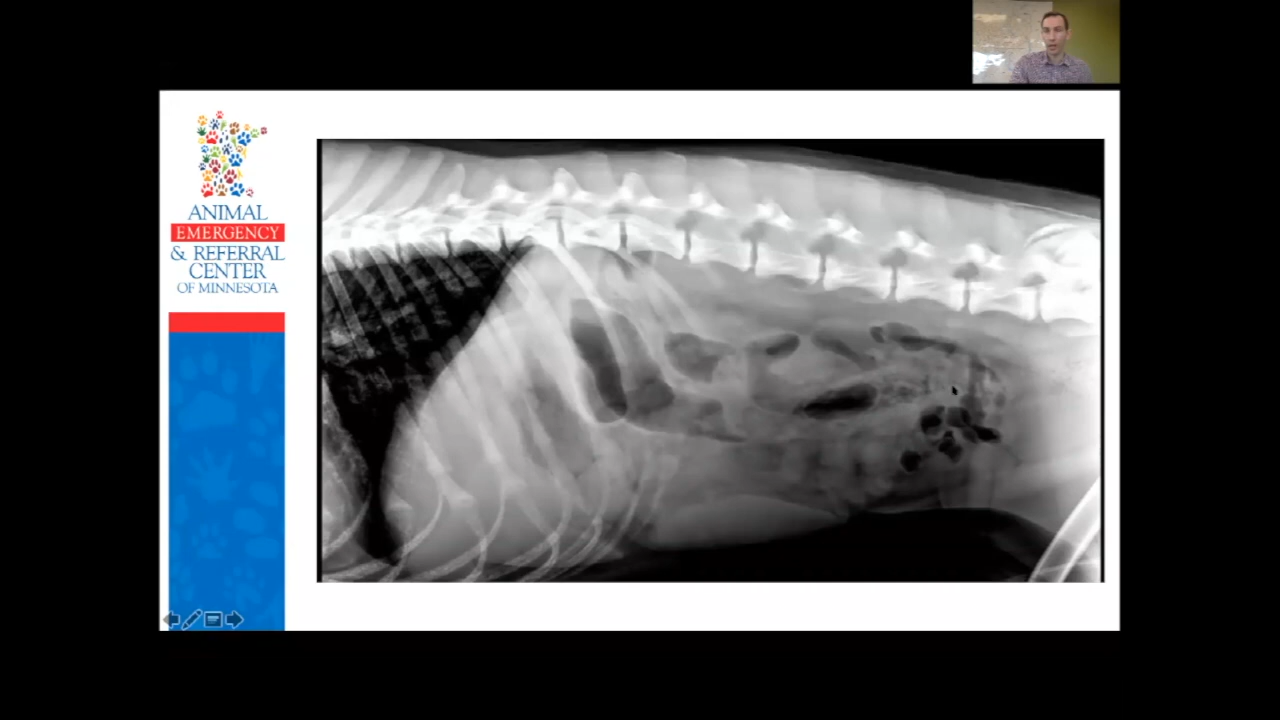 ANIMAL
EMERGENCY
& REFERRAL
CENTER
OF MINNESOTA